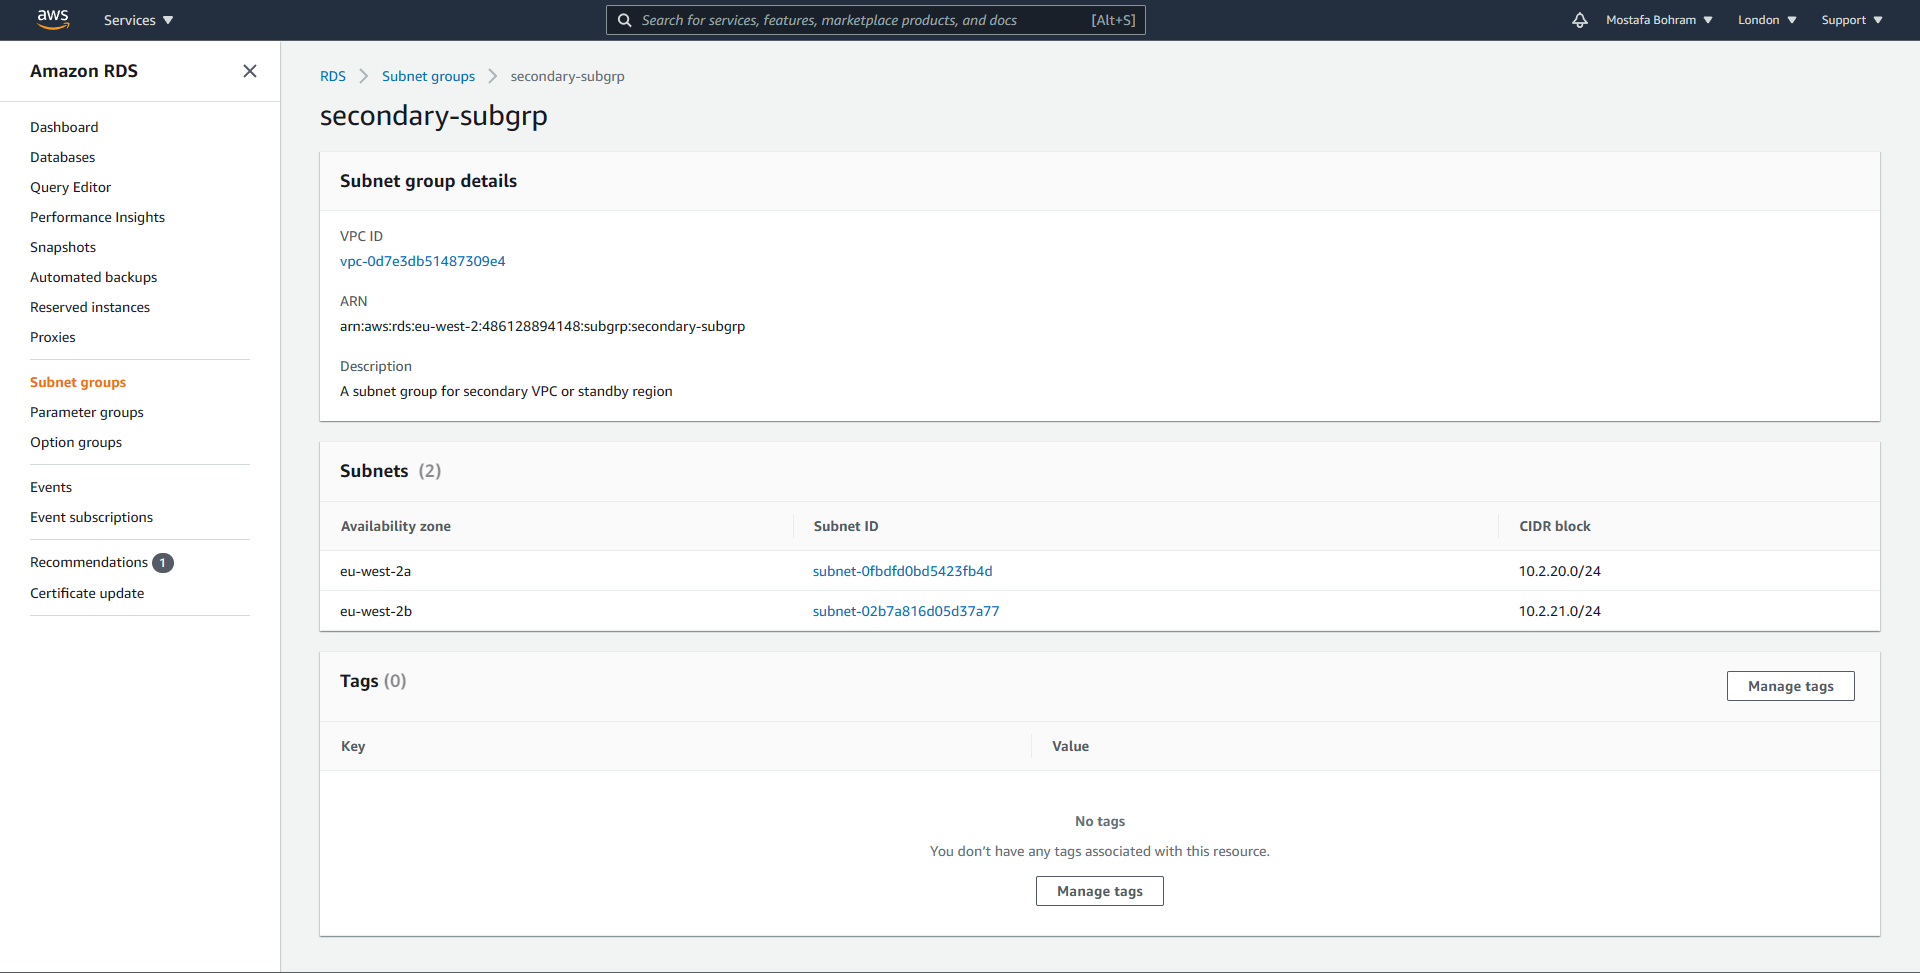 aws Services Search for services, features, marketplace products, and docs [Alt+S] Mostafa Bohram London Support
Amazon RDS
Dashboard
Databases
Query Editor
Performance Insights
Snapshots
Automated backups
Reserved instances
Proxies
Subnet groups
Parameter groups
Option groups
Events
Event subscriptions
Recommendations 1
Certificate update
RDS Subnet groups secondary-subgrp
secondary-subgrp
Subnet group details
VPC ID
vpc-0d7e3db51487309e4
ARN
arn:aws:rds:eu-west-2:486128894148:subgrp:secondary-subgrp
Description
A subnet group for secondary VPC or standby region
Subnets (2)
Availability zone Subnet ID CIDR block
eu-west-2a subnet-0fbdfd0bd5423fb4d 10.2.20.0/24
eu-west-2b subnet-02b7a816d05d37a77 10.2.21.0/24
Tags (0) Manage tags
Key Value
No tags
You don't have any tags associated with this resource.
Manage tags